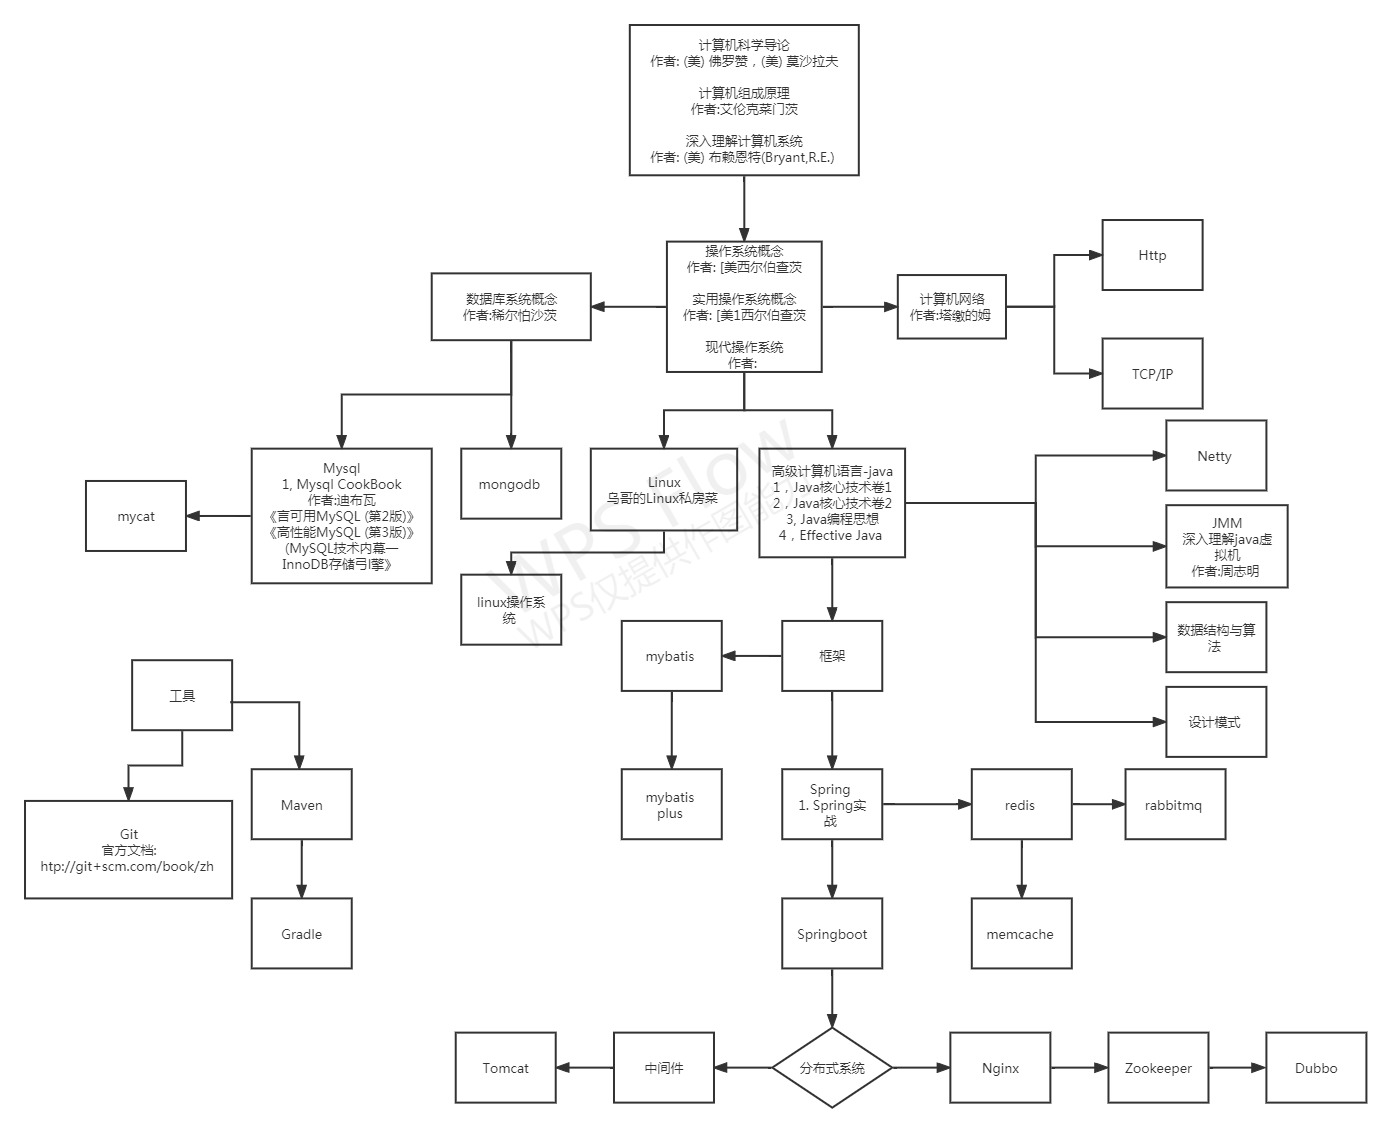 计算机科学导论
作者: (美) 佛罗赞，(美) 莫沙拉夫
计算机组成原理
作者:艾伦克菜门茨
深入理解计算机系统
作者: (美) 布赖恩特(Bryant,R.E.)
操作系统概念
作者: [美西尔伯查茨
实用操作系统概念
作者: [美1西尔伯查茨
现代操作系统
作者:
数据库系统概念
作者:稀尔怕沙茨
计算机网络
作者:塔缴的姆
Http
TCP/IP
Mysql
1, Mysql CookBook
作者:迪布瓦
《言可用MySQL (第2版)》
《高性能MySQL (第3版)》
(MySQL技术内幕一
InnoDB存储弓l擎》
mycat
mongodb
Linux
乌哥的Linux私房菜
linux操作系
统
高级计算机语言-java
1，Java核心技术卷1
2，Java核心技术卷2
3, Java编程思想
4，Effective Java
Netty
JMM
深入理解java虚
拟机
作者:周志明
数据结构与算
法
设计模式
框架
mybatis
mybatis
plus
Spring
1. Spring实
战
redis
rabbitmq
memcache
Springboot
分布式系统
中间件
Tomcat
Nginx
Zookeeper
Dubbo
工具
Git
官方文档:
htp://git+scm.com/book/zh
Maven
Gradle
WPS Flow
WPS仅提供作图能